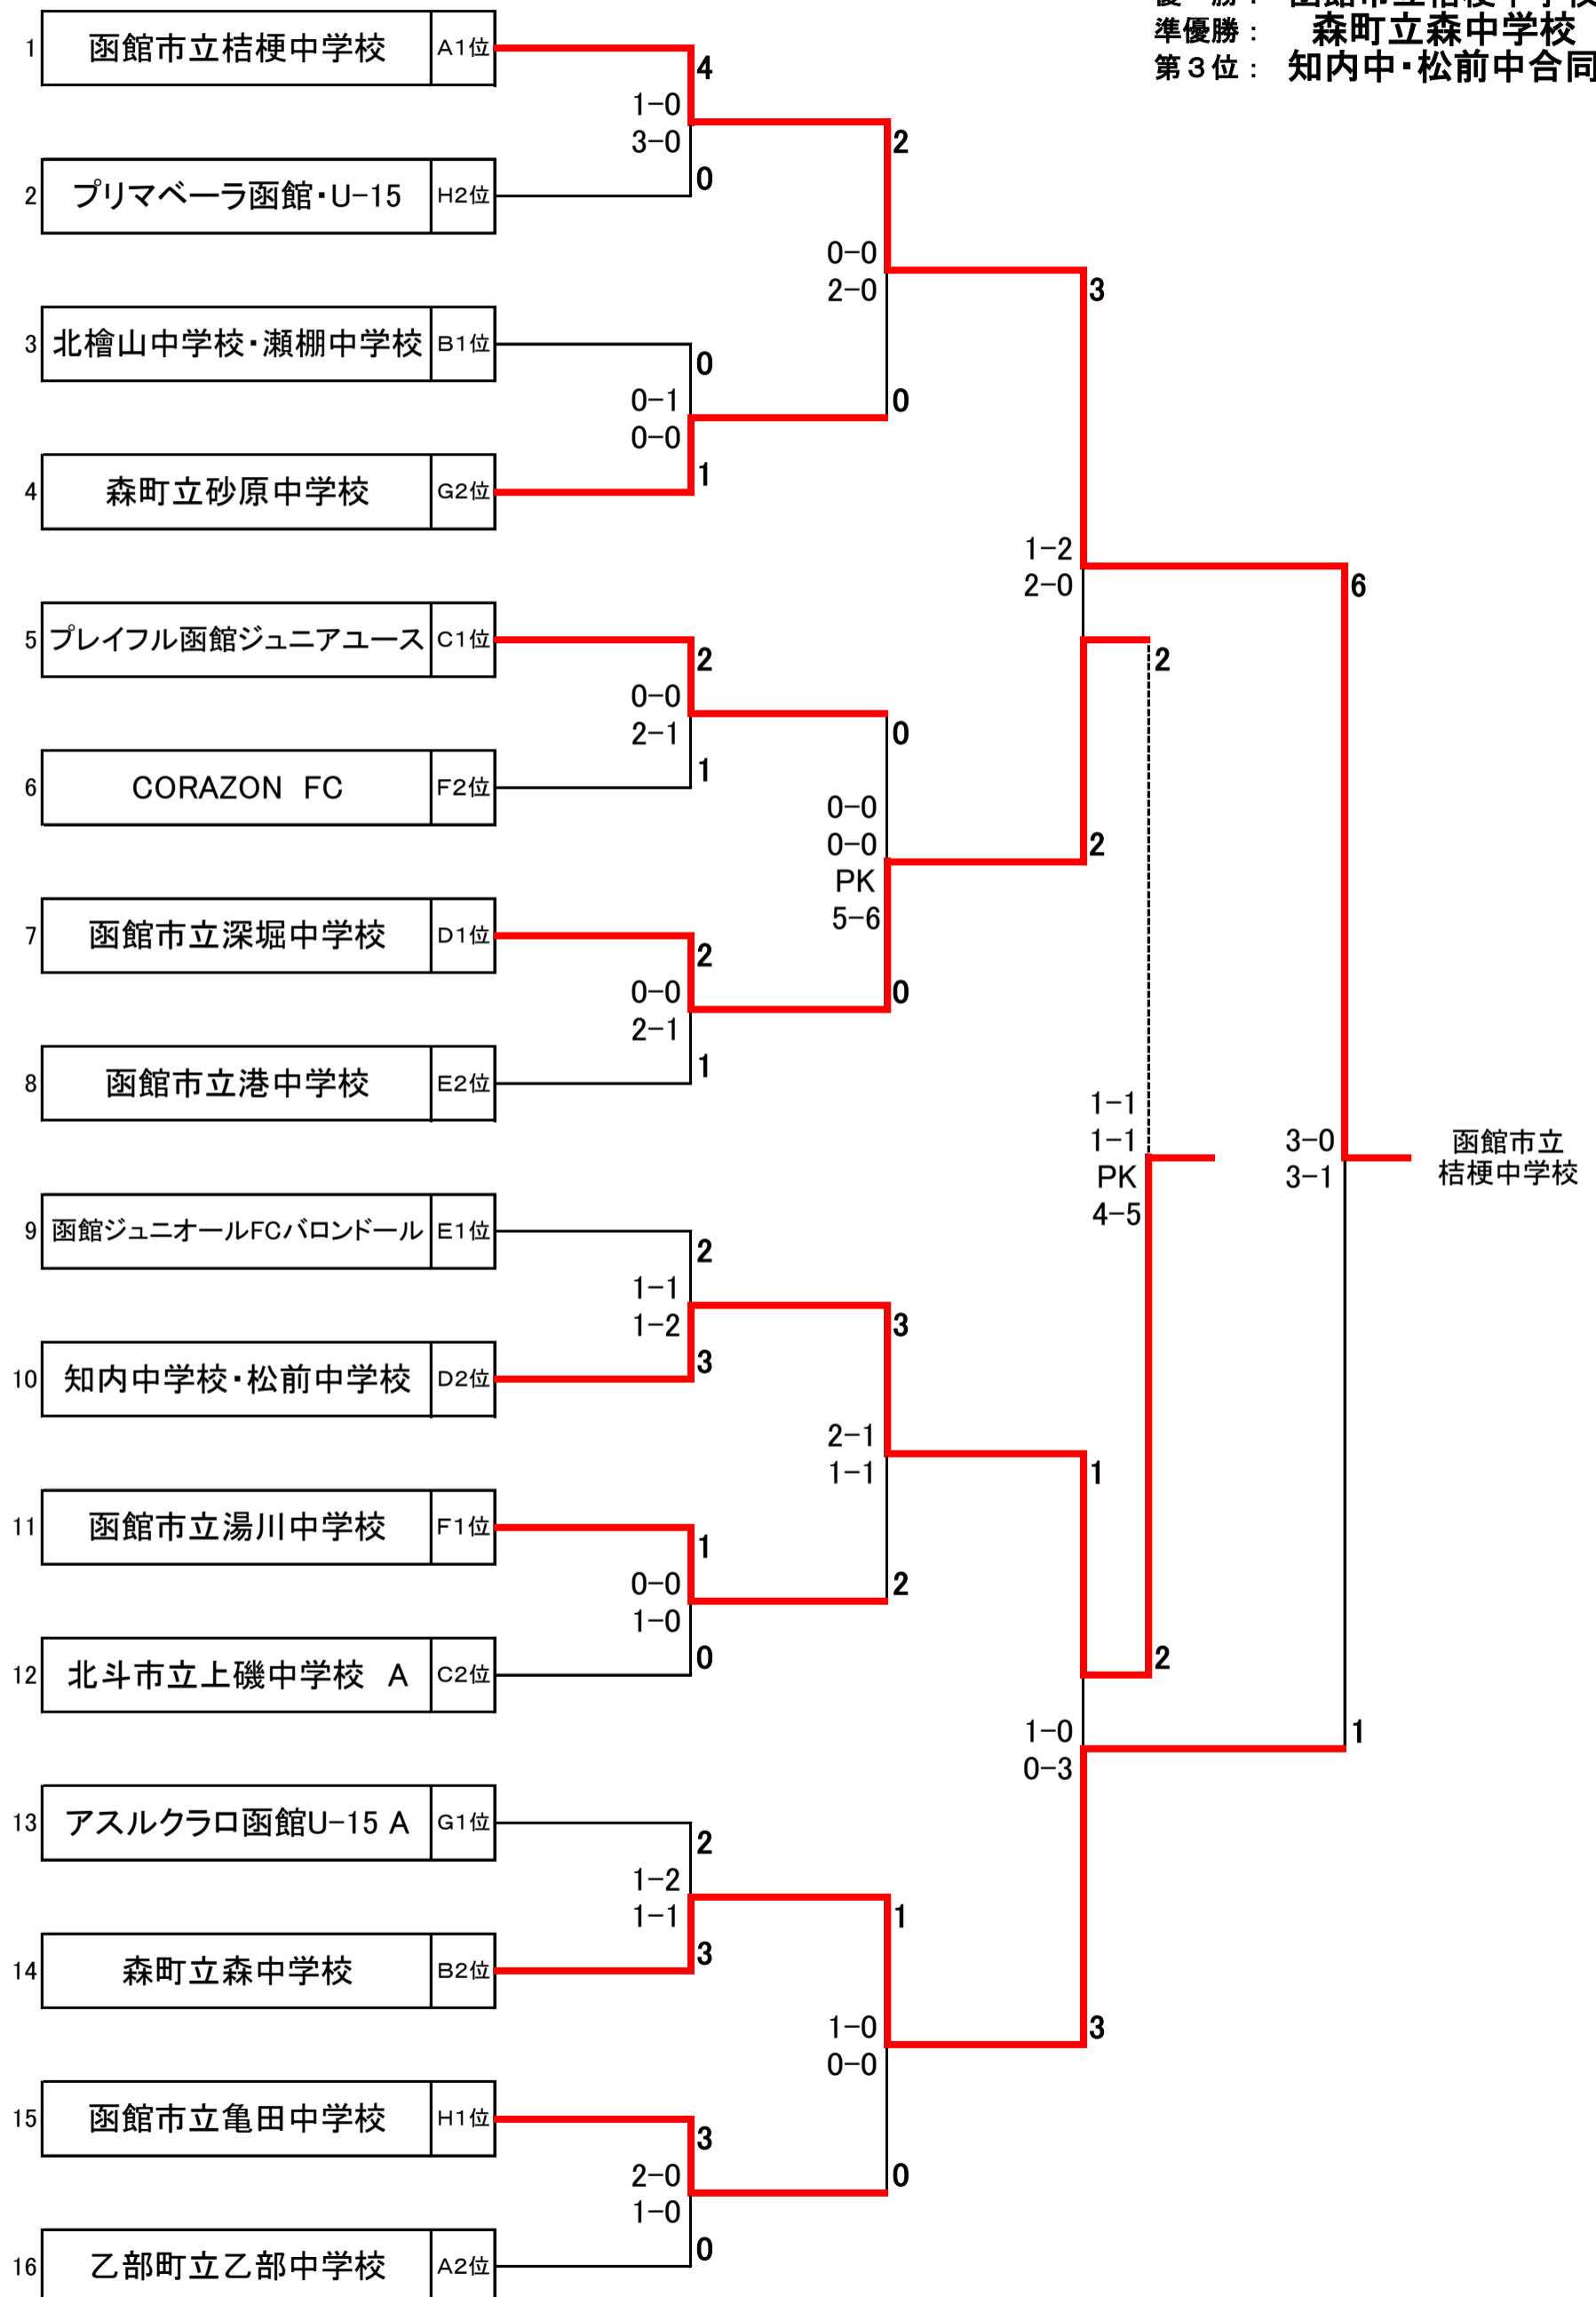 優　勝： 函館市立桔梗中学校
準優勝： 森町立森中学校
第３位： 知内中・松前中合同
1 函館市立桔梗中学校 A1位
4
1-0
3-0
0
2 プリマベーラ函館・U-15 H2位
2
0-0
2-0
0
3 北檜山中学校・瀬棚中学校 B1位
0
0-1
0-0
1
4 森町立砂原中学校 G2位
3
1-2
2-0
2
5 プレイフル函館ジュニアユース C1位
2
0-0
2-1
1
6 CORAZON　FC F2位
0
0-0
0-0
PK
5-6
0
7 函館市立深堀中学校 D1位
2
0-0
2-1
1
8 函館市立港中学校 E2位
6
3-0
3-1
1
函館市立
桔梗中学校
2
1-1
1-1
PK
4-5
2
9 函館ジュニオールFCバロンドール E1位
2
1-1
1-2
3
10 知内中学校・松前中学校 D2位
3
2-1
1-1
2
11 函館市立湯川中学校 F1位
1
0-0
1-0
0
12 北斗市立上磯中学校　A C2位
1
1-0
0-3
3
13 アスルクラロ函館U-15 A G1位
2
1-2
1-1
3
14 森町立森中学校 B2位
1
1-0
0-0
0
15 函館市立亀田中学校 H1位
3
2-0
1-0
0
16 乙部町立乙部中学校 A2位